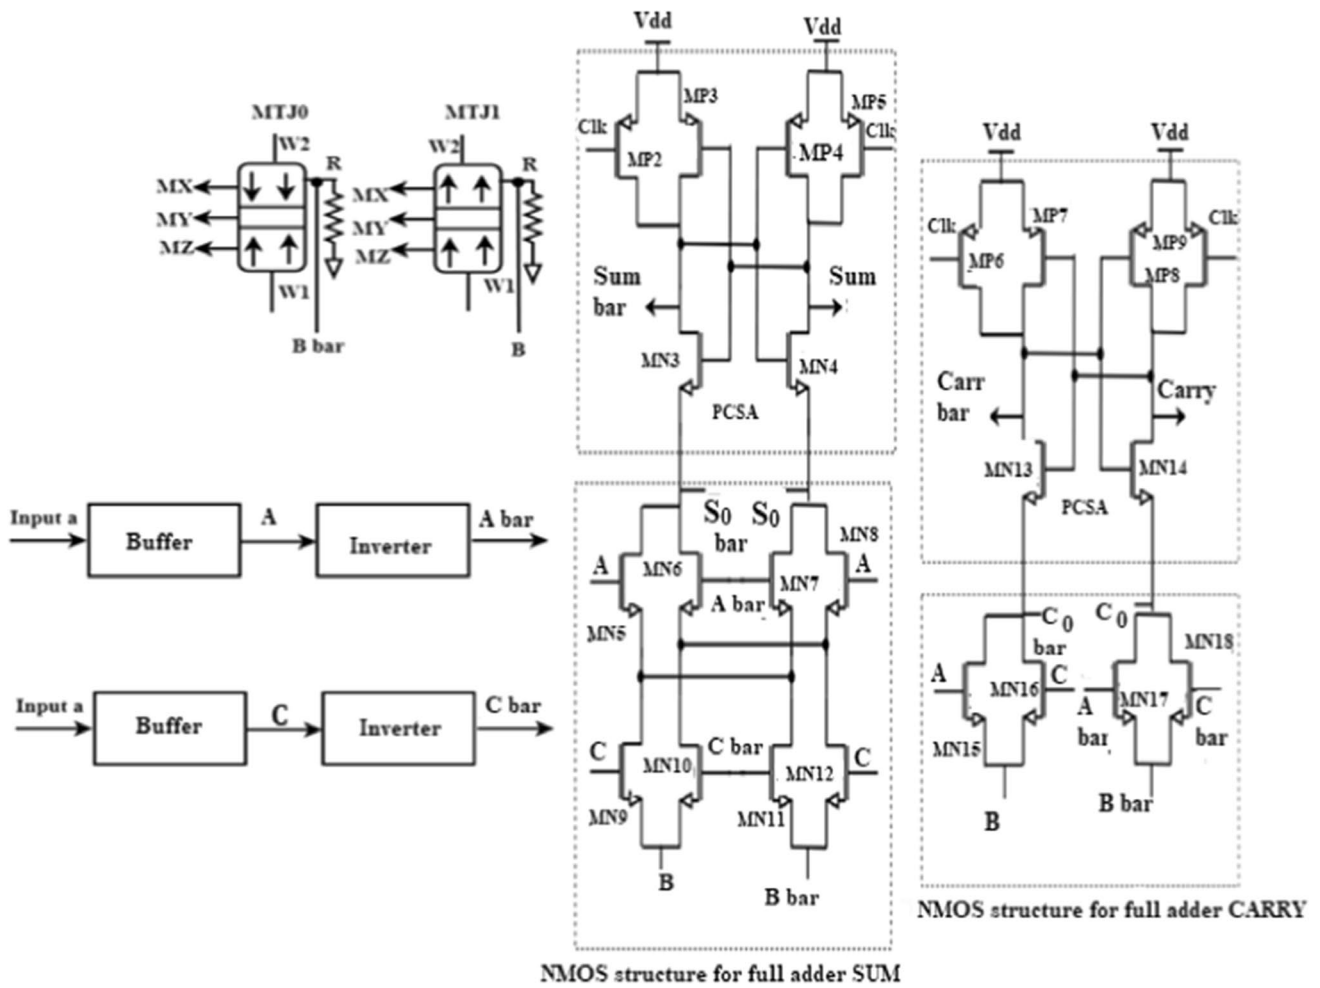 MTJ0
W2
R
MX
MY
MZ
W1
B bar
MTJ1
W2
R
MX
MY
MZ
W1
B
Input a
Buffer
A
Inverter
A bar
Input a
Buffer
C
Inverter
C bar
Vdd
Vdd
MP3
MP5
Clk
Clk
MP2
MP4
Sum
bar
Sum
MN3
MN4
PCSA
S0
bar
S0
MN8
A
MN6
MN7
A
A bar
MN5
C
C bar
C
MN10
MN12
MN9
MN11
B
B bar
NMOS structure for full adder SUM
Vdd
Vdd
MP7
Clk
Clk
MP9
MP6
MP8
Carr
bar
Carry
MN13
MN14
PCSA
C0
bar
C0
MN18
A
MN16
C
A
bar
MN17
C
bar
MN15
B
B bar
NMOS structure for full adder CARRY